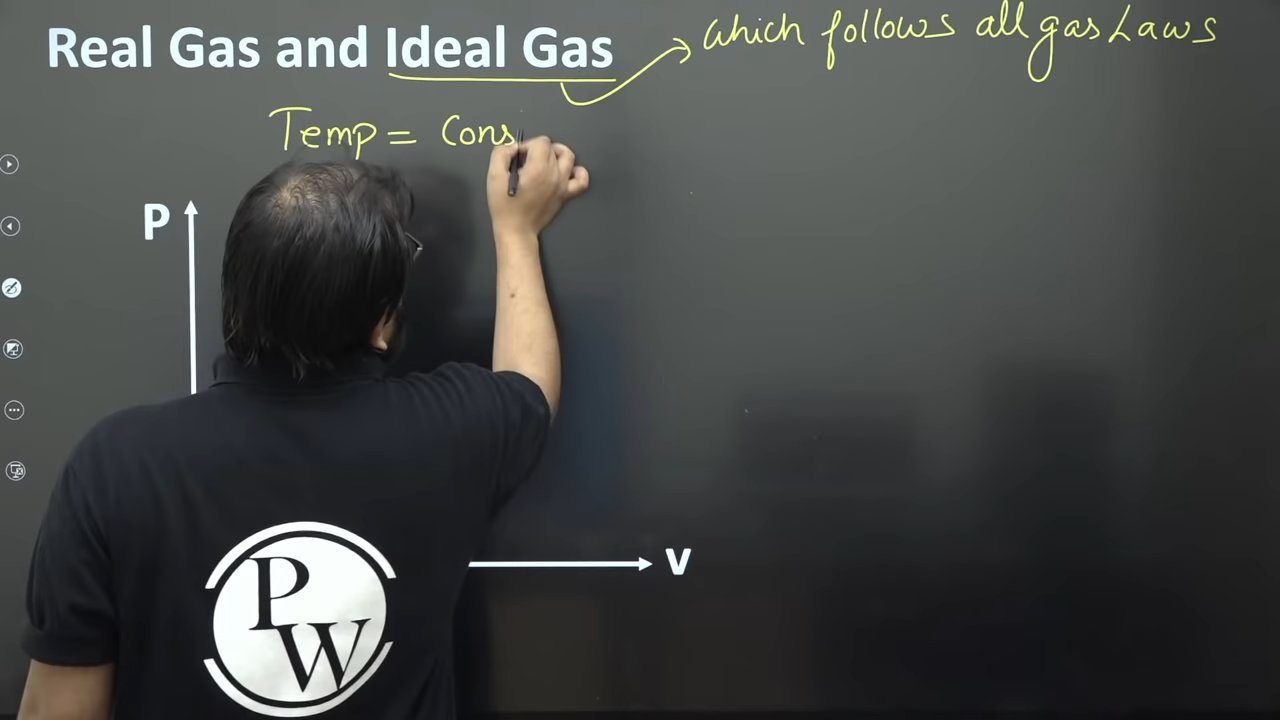 Real Gas and Ideal Gas
which follows all gas Laws
Temp = Cons
P
V
PW